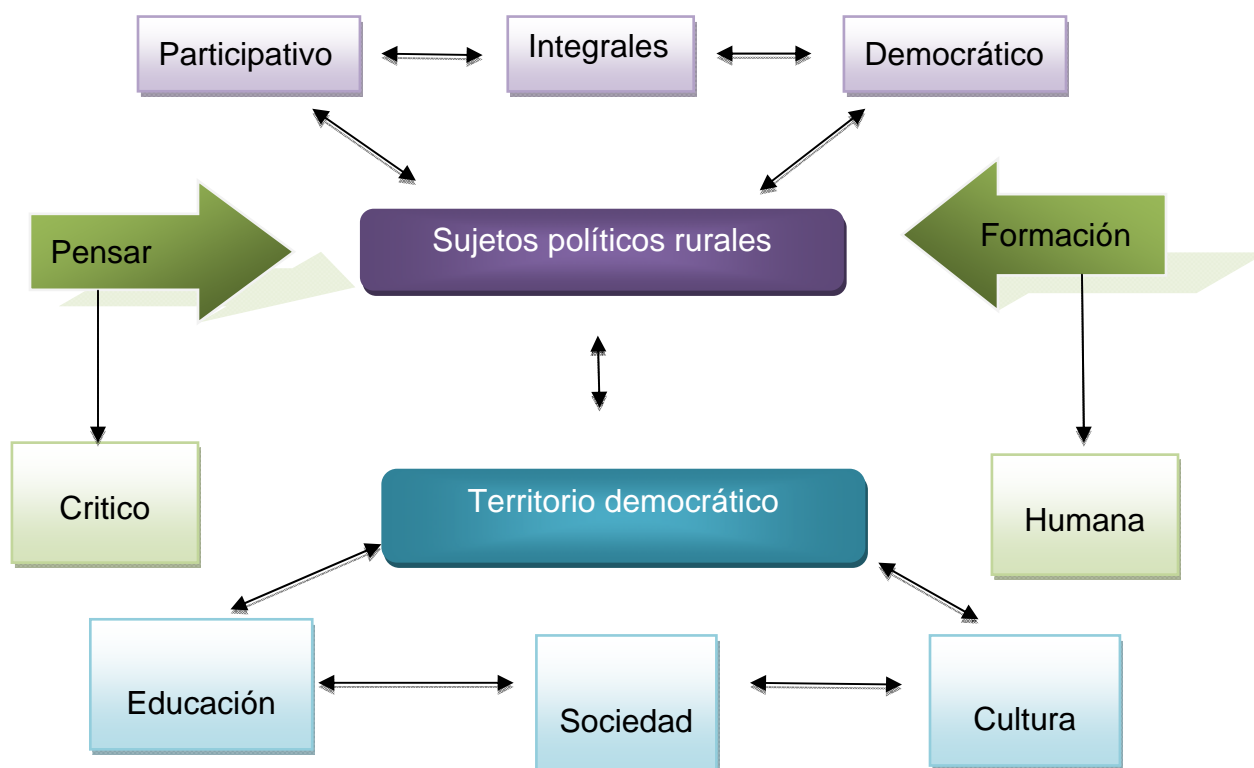 Participativo
Integrales
Democrático
Pensar
Sujetos políticos rurales
Formación
Critico
Territorio democrático
Humana
Educación
Sociedad
Cultura